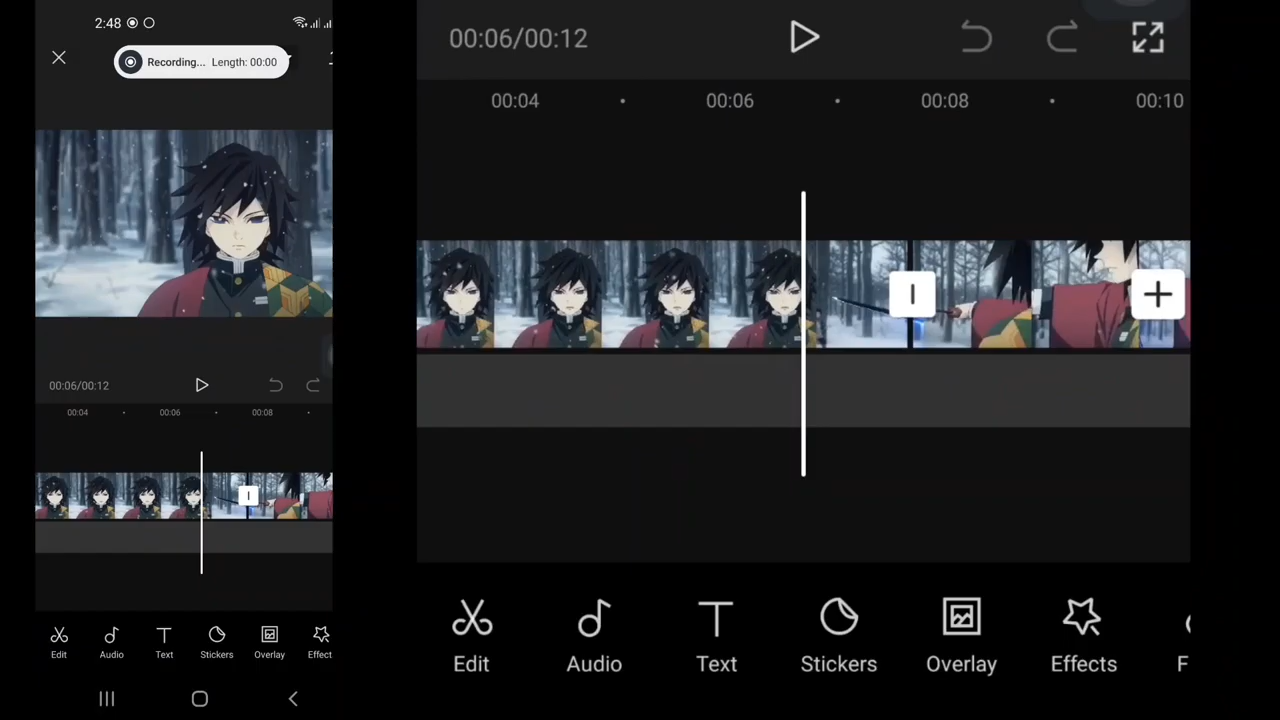 2:48
Recording... Length: 00:00
00:06/00:12
00:04 00:06 00:08
Edit Audio Text Stickers Overlay Effect
00:06/00:12
00:04 00:06 00:08 00:10
Edit Audio Text Stickers Overlay Effects F